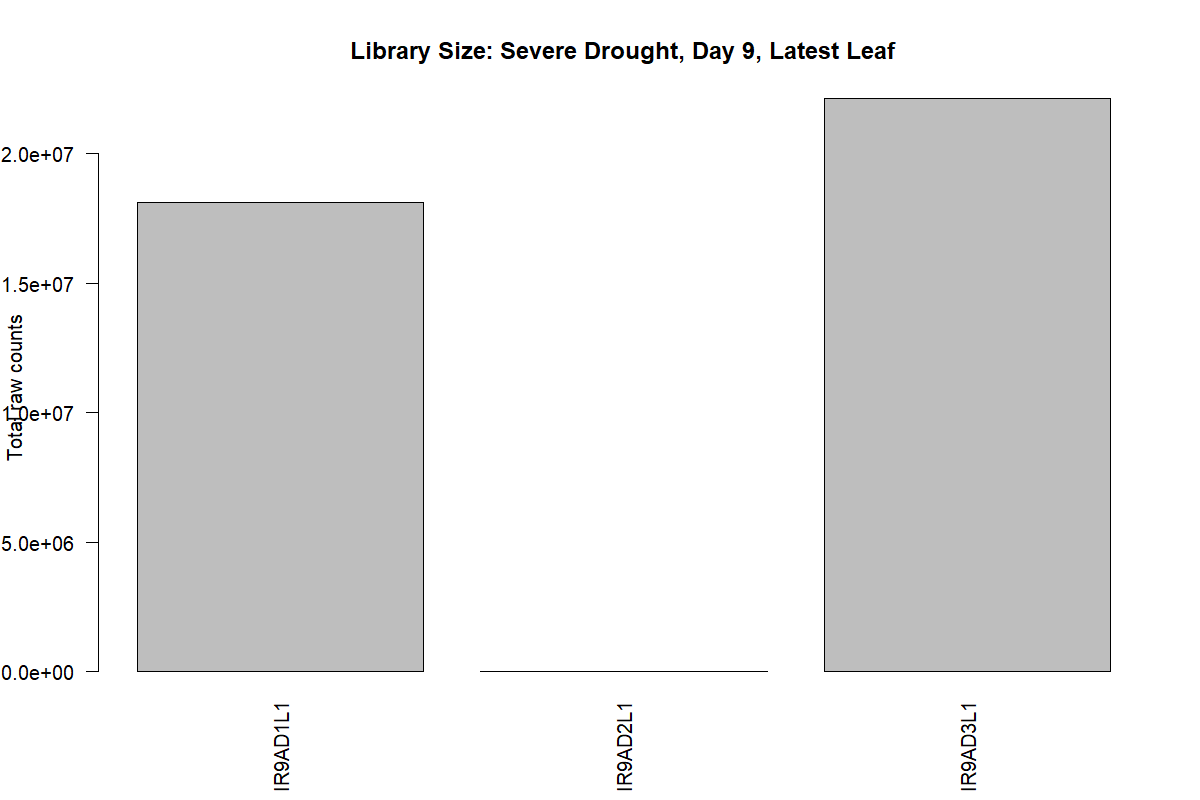 Library Size: Severe Drought, Day 9, Latest Leaf
Total raw counts
2.0e+07
1.5e+07
1.0e+07
5.0e+06
0.0e+00
IR9AD1L1
IR9AD2L1
IR9AD3L1